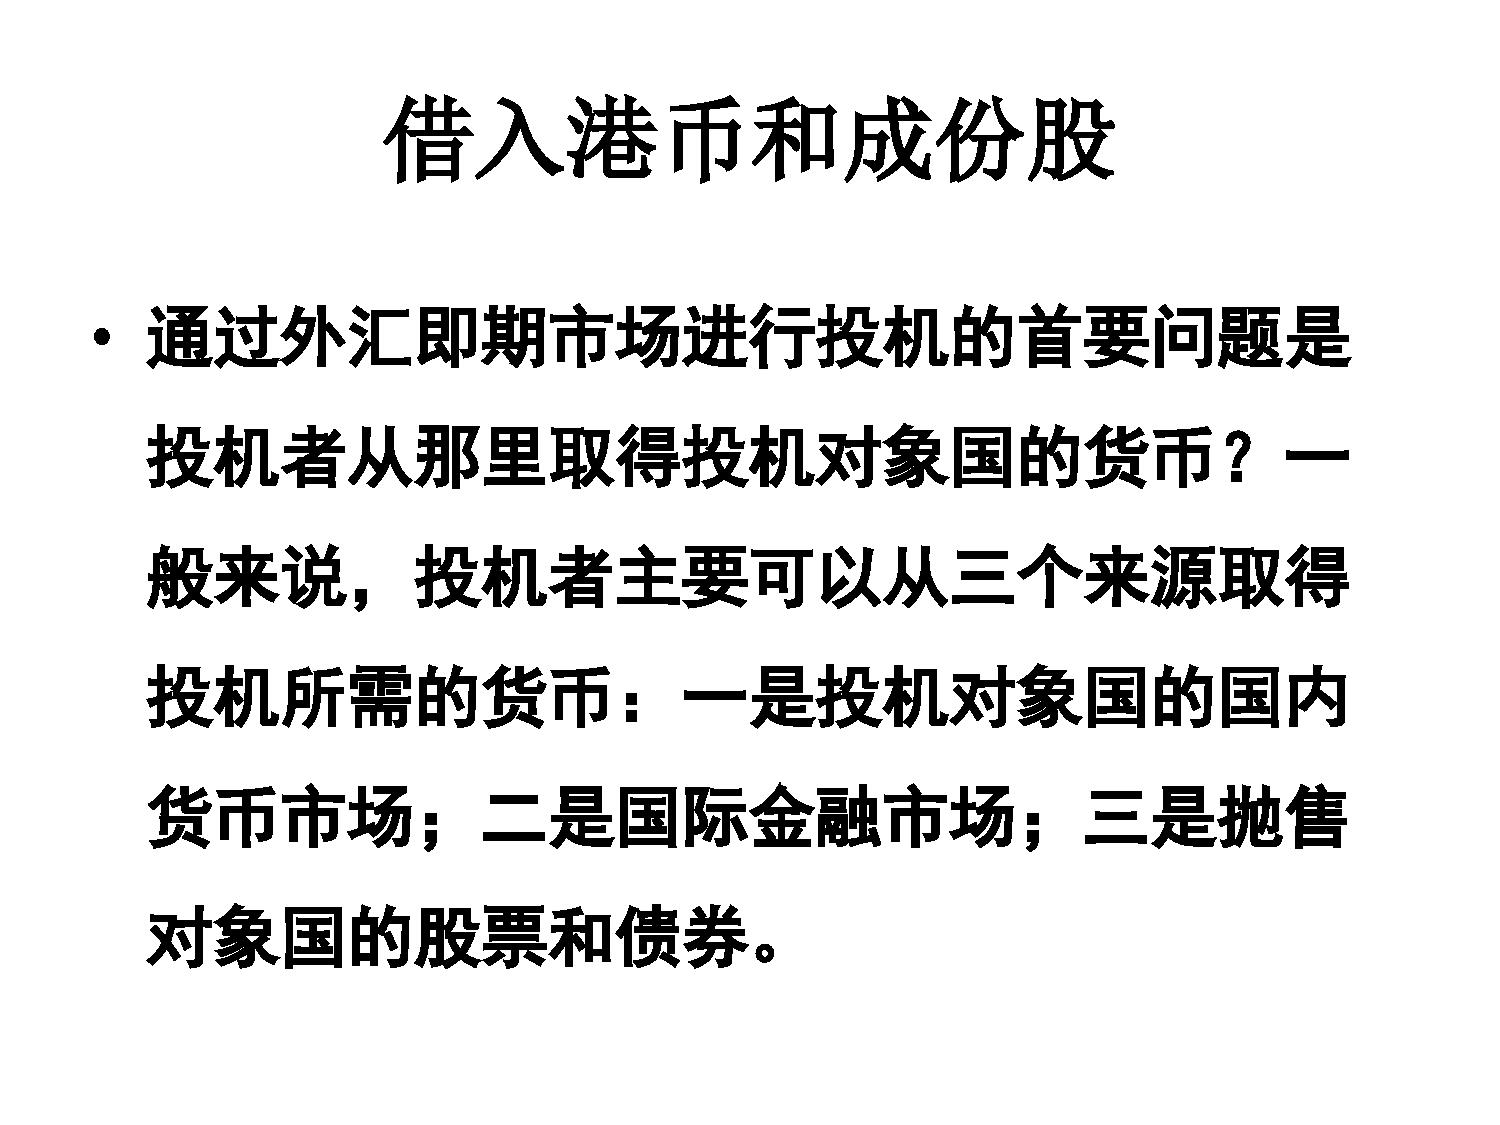 借入港币和成份股
• 通过外汇即期市场进行投机的首要问题是
投机者从那里取得投机对象国的货币？一
般来说，投机者主要可以从三个来源取得
投机所需的货币：一是投机对象国的国内
货币市场；二是国际金融市场；三是抛售
对象国的股票和债券。